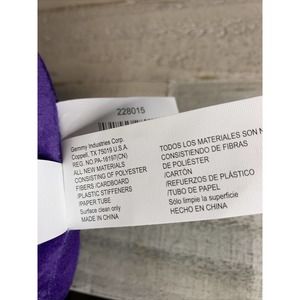 228015
Gemmy Industries Corp.
Coppell, TX 75019 U.S.A.
REG. NO.PA-16197(CN)
ALL NEW MATERIALS
CONSISTING OF POLYESTER
FIBERS /CARDBOARD
/PLASTIC STIFFENERS
/PAPER TUBE
Surface clean only
MADE IN CHINA
TODOS LOS MATERIALES SON N
CONSISTIENDO DE FIBRAS
DE POLIÉSTER
/CARTÓN
/REFUERZOS DE PLÁSTICO
/TUBO DE PAPEL
Sólo limpie la superficie
HECHO EN CHINA